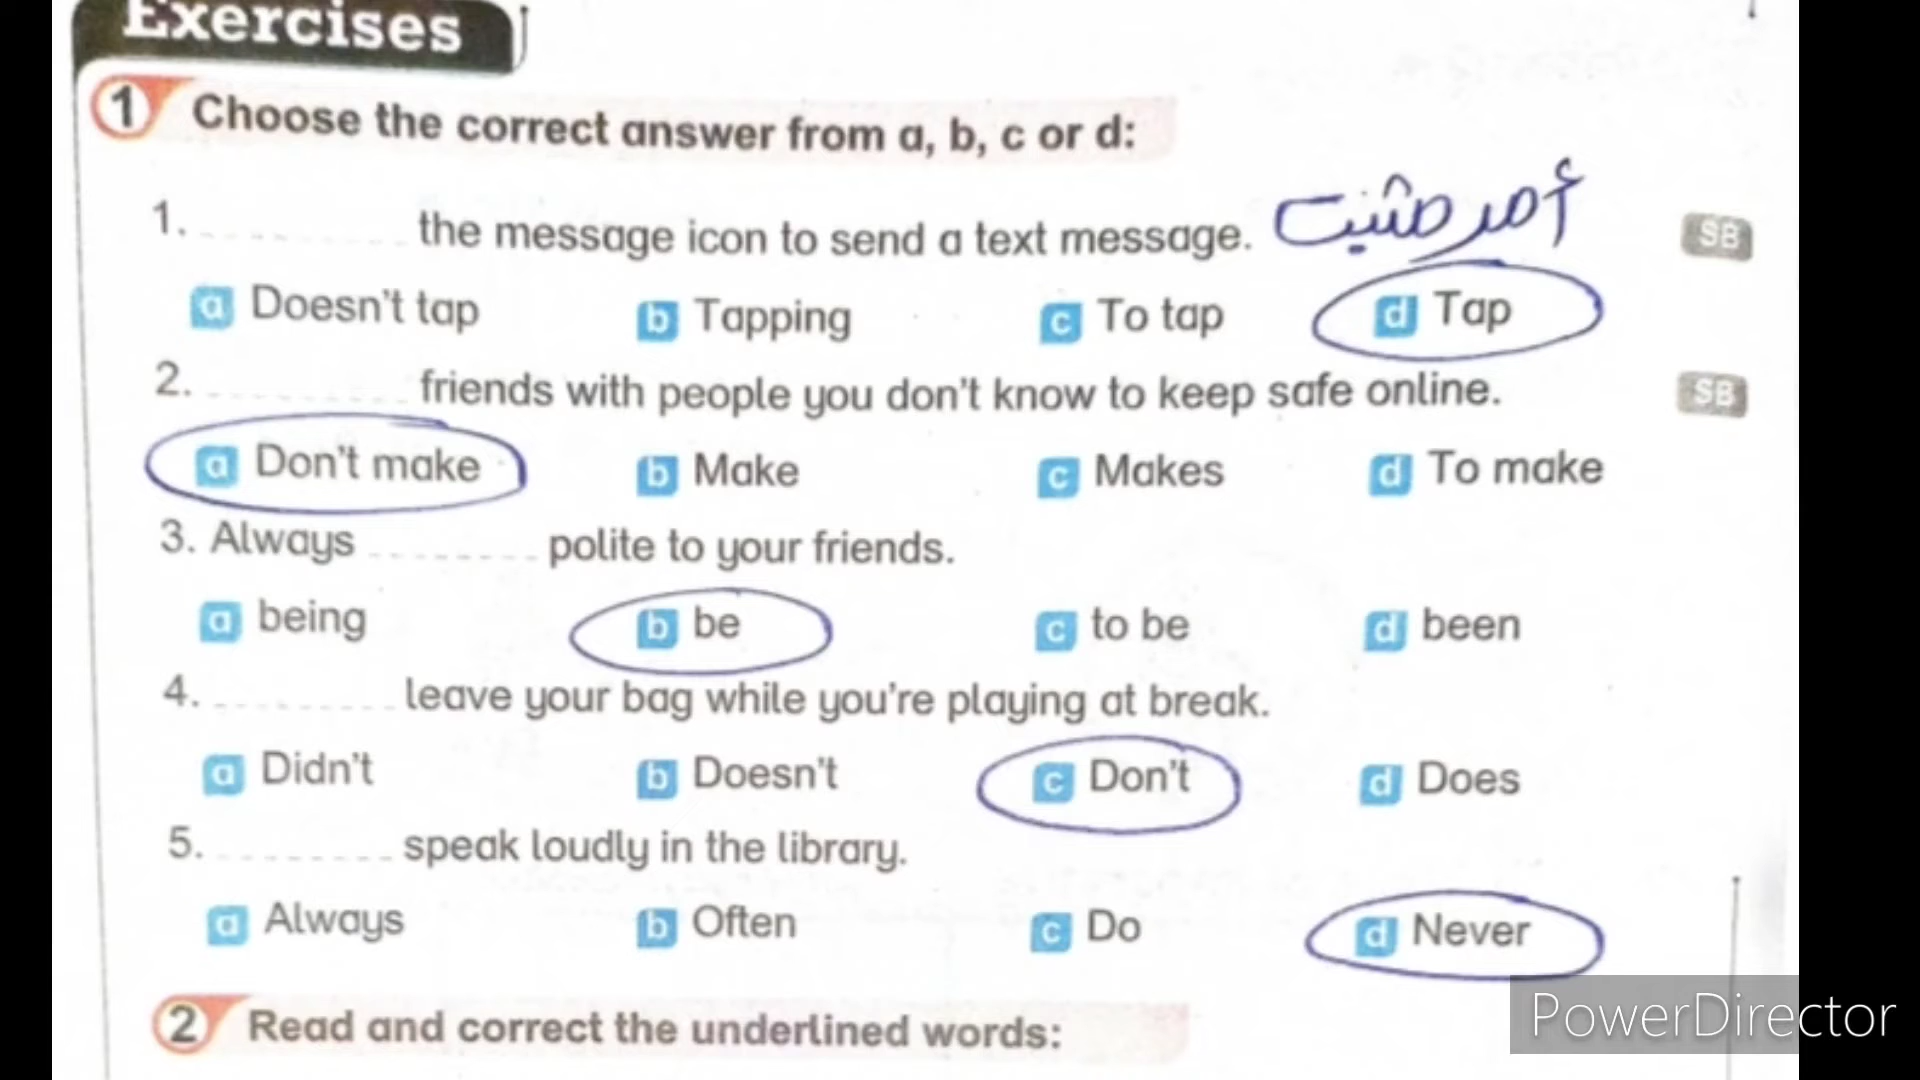 Exercises
1 Choose the correct answer from a, b, c or d:
1. the message icon to send a text message. أمر مثبت SB
a Doesn't tap b Tapping c To tap d Tap
2. friends with people you don't know to keep safe online. SB
a Don't make b Make c Makes d To make
3. Always polite to your friends.
a being b be c to be d been
4. leave your bag while you're playing at break.
a Didn't b Doesn't c Don't d Does
5. speak loudly in the library.
a Always b Often c Do d Never
2 Read and correct the underlined words:
PowerDirector